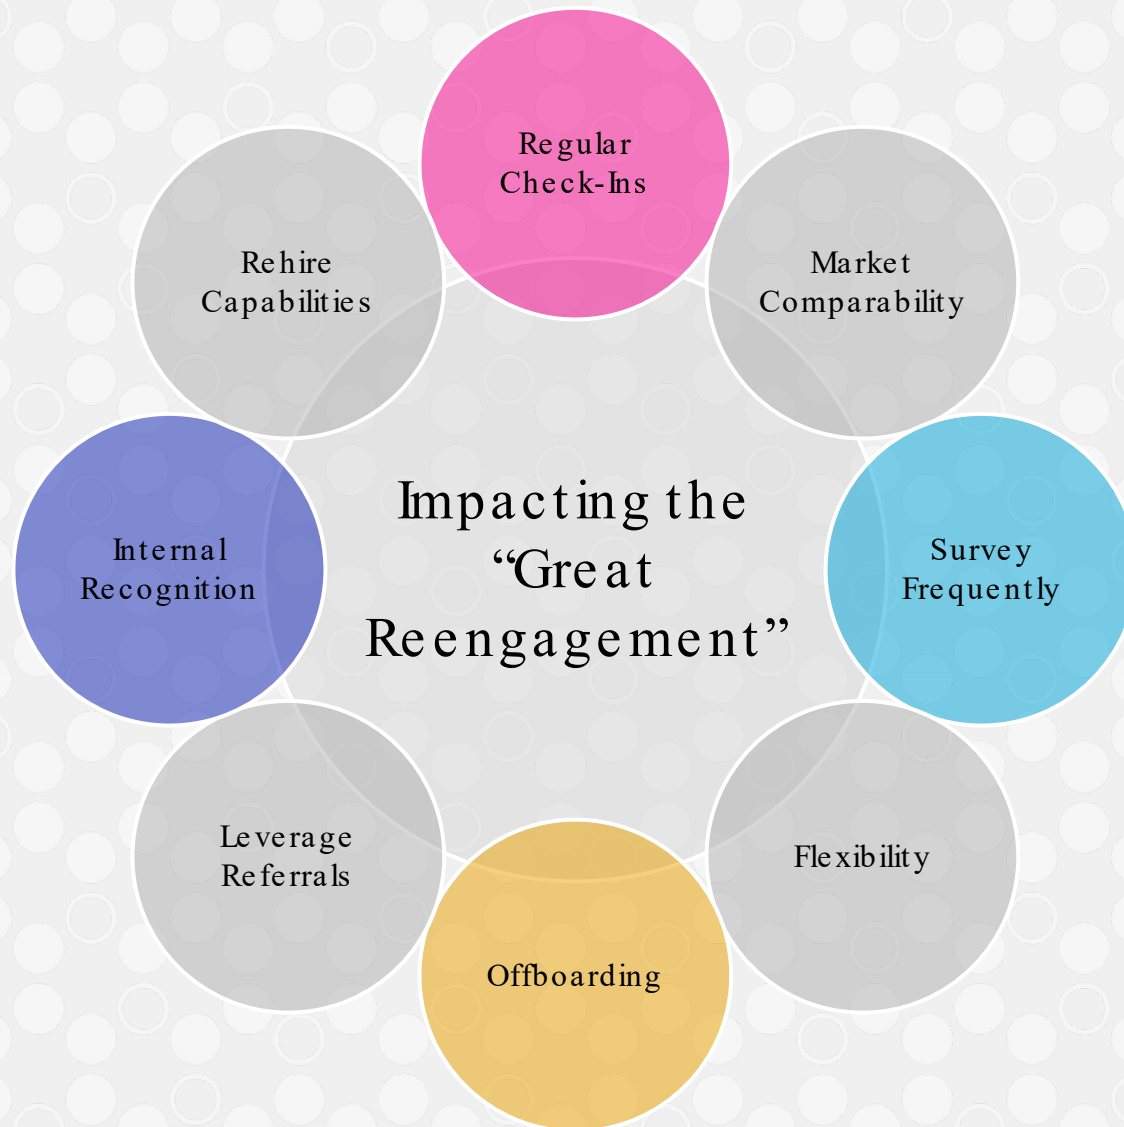 Regular
Check-Ins
Rehire
Capabilities
Market
Comparability
Impacting the
“Great
Reengagement”
Internal
Recognition
Survey
Frequently
Leverage
Referrals
Flexibility
Offboarding